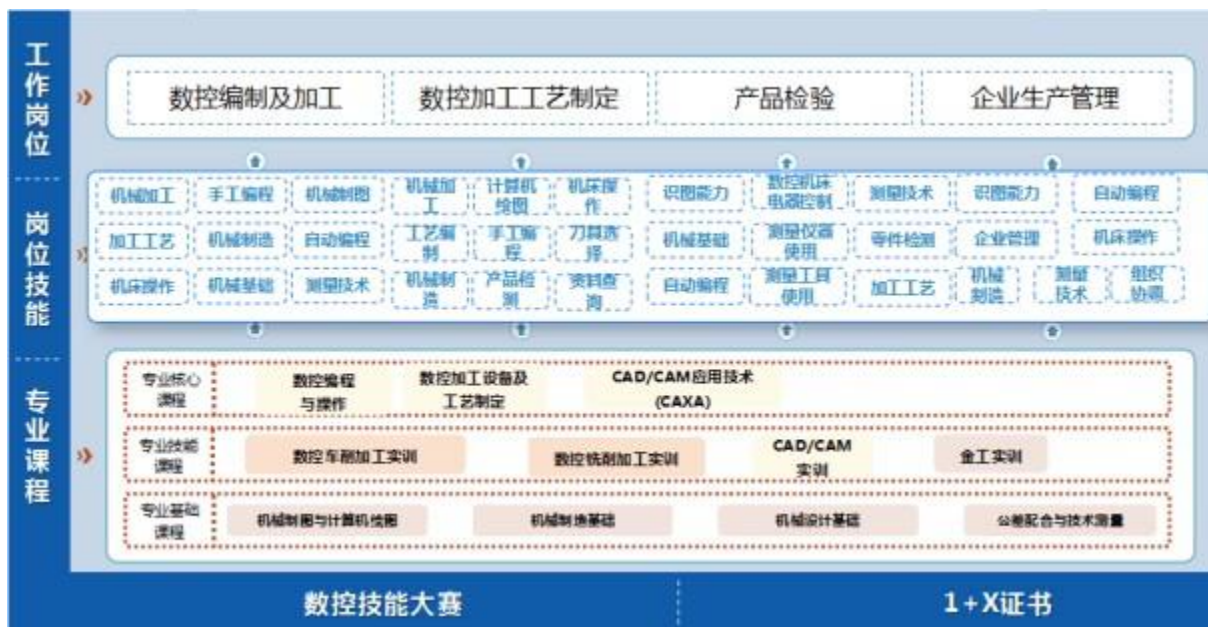 工作岗位
数控编制及加工 数控加工工艺制定 产品检验 企业生产管理
岗位技能
机械加工 手工编程 机械制图 机械加 计算机 机床操 识图能力 数控机床 测量技术 识图能力 自动编程
工 绘图 作 电器控制
加工工艺 机械制造 自动编程 工艺编 手工编 刀具选 机械基础 测量仪器 零件检测 企业管理 机床操作
制 程 择 使用
机床操作 机械基础 测量技术 机械制 产品检 资料查 自动编程 测量工具 加工工艺 机械 测量 组织
造 测 询 使用 制造 技术 协调
专业课程
专业核心 数控编程 数控加工设备及 CAD/CAM应用技术
课程 与操作 工艺制定 (CAXA)
专业技能 数控车削加工实训 数控铣削加工实训 CAD/CAM 金工实训
课程 实训
专业基础 机械制图与计算机绘图 机械制造基础 机械设计基础 公差配合与技术测量
课程
数控技能大赛 1+X证书